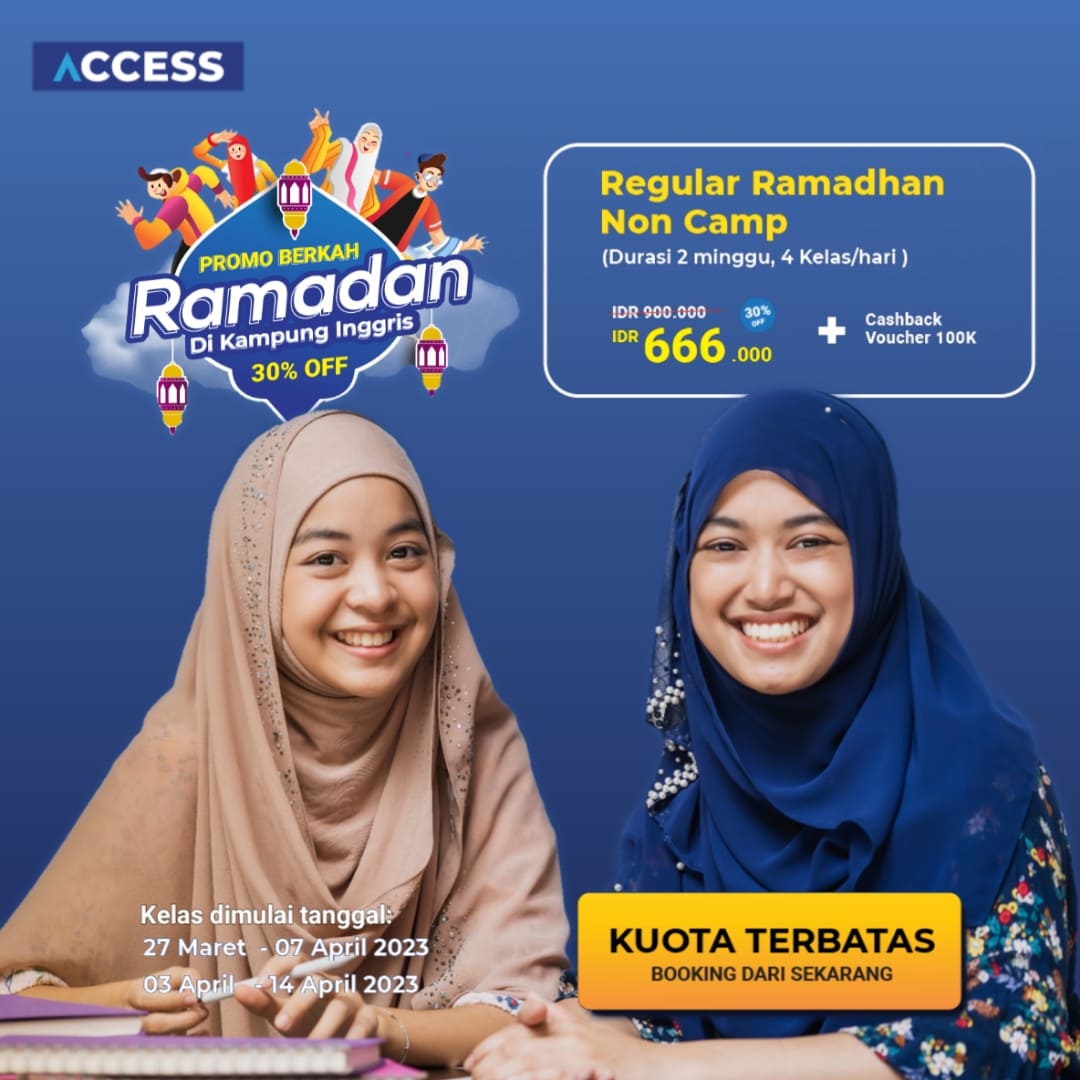 ACCESS
PROMO BERKAH
Ramadan
Di Kampung Inggris
30% OFF
Regular Ramadhan
Non Camp
(Durasi 2 minggu, 4 Kelas/hari )
IDR 900.000
30%
OFF
IDR 666.000
+
Cashback
Voucher 100K
Kelas dimulai tanggal:
27 Maret - 07 April 2023
03 April - 14 April 2023
KUOTA TERBATAS
BOOKING DARI SEKARANG